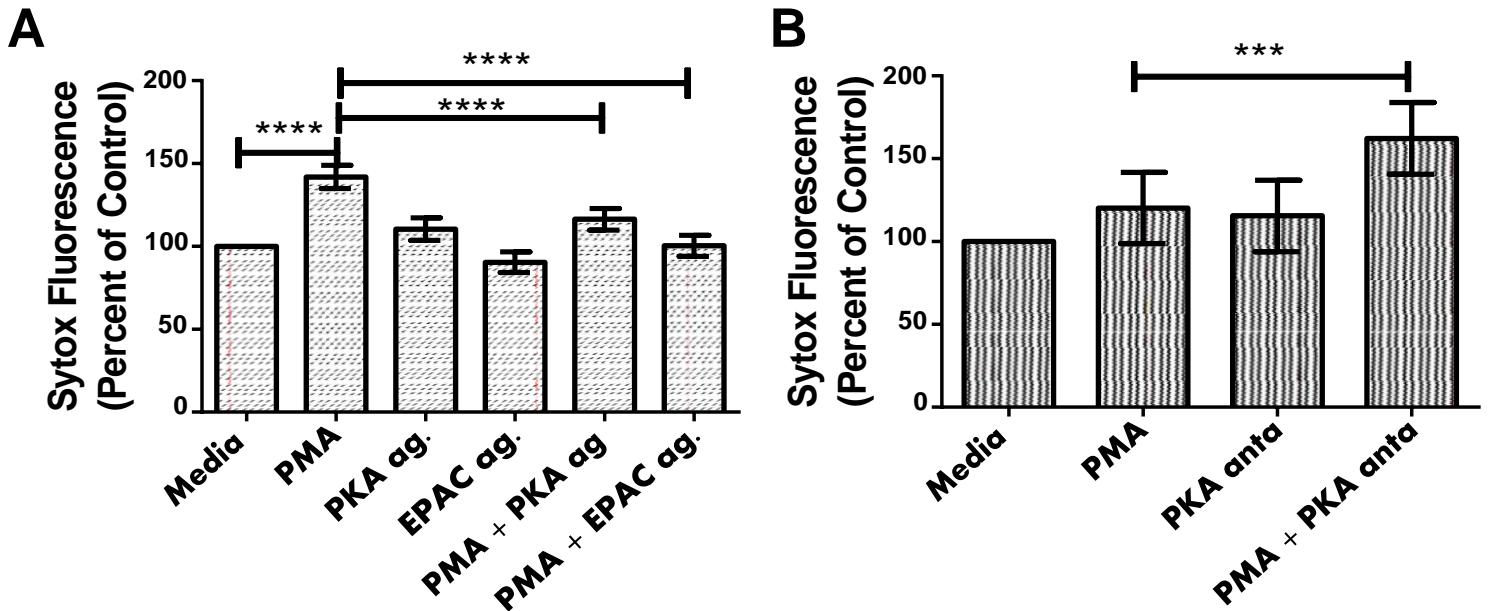 A
Sytox Fluorescence
(Percent of Control)
200
150
100
50
0
****
****
****
Media
PMA
PKA ag.
EPAC ag.
PMA + PKA ag
PMA + EPAC ag.
B
Sytox Fluorescence
(Percent of Control)
200
150
100
50
0
***
Media
PMA
PKA anta
PMA + PKA anta